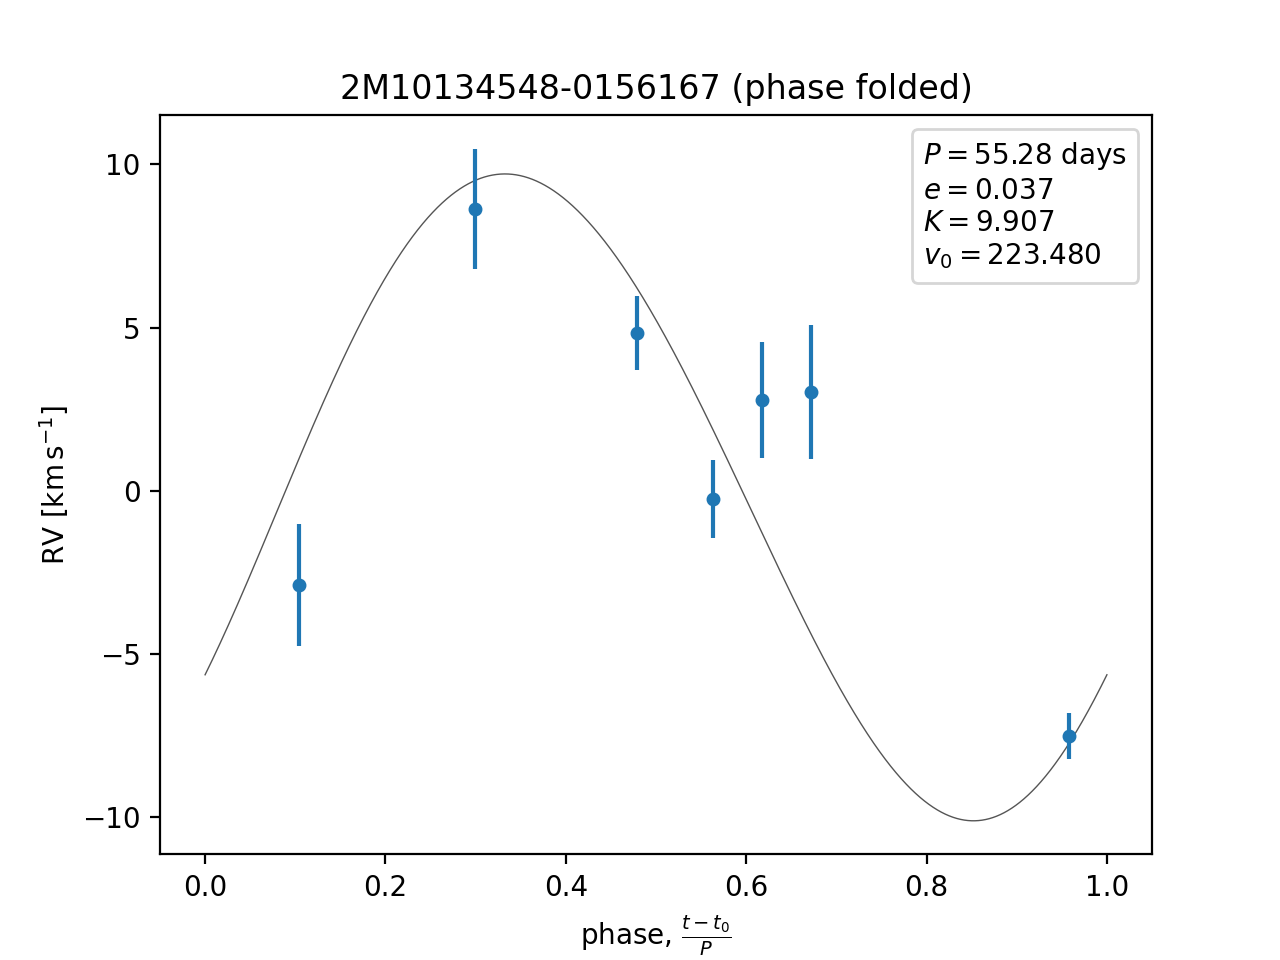 2M10134548-0156167 (phase folded)
P = 55.28 days
e = 0.037
K = 9.907
v₀ = 223.480
RV [km s⁻¹]
10
5
0
−5
−10
0.0 0.2 0.4 0.6 0.8 1.0
phase, (t − t₀)/P